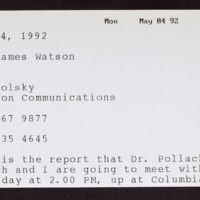 Mon May 04 92
4, 1992
ames Watson
olsky
on Communications
67 9877
35 4645
is the report that Dr. Pollack
h and I are going to meet with
day at 2.00 PM, up at Columbia